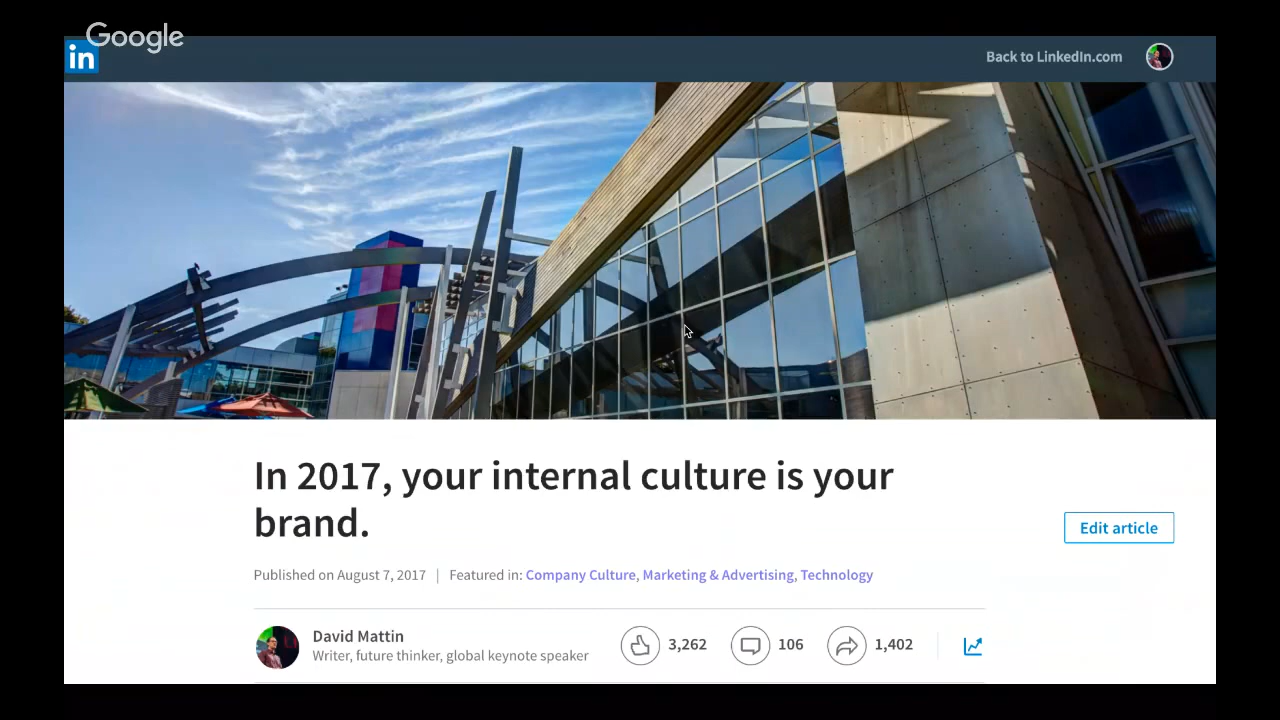 Google
in
Back to LinkedIn.com
In 2017, your internal culture is your
brand.
Edit article
Published on August 7, 2017 | Featured in: Company Culture, Marketing & Advertising, Technology
David Mattin
3,262
106
1,402
Writer, future thinker, global keynote speaker